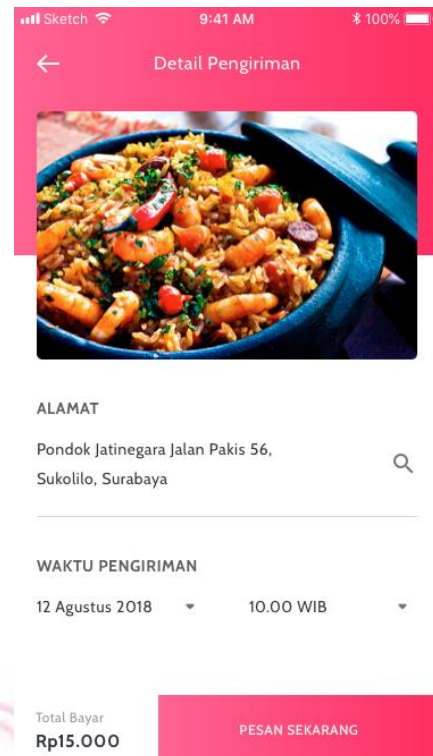 Sketch 9:41 AM 100%
Detail Pengiriman
ALAMAT
Pondok Jatinegara Jalan Pakis 56,
Sukolilo, Surabaya
WAKTU PENGIRIMAN
12 Agustus 2018 10.00 WIB
Total Bayar
Rp15.000
PESAN SEKARANG